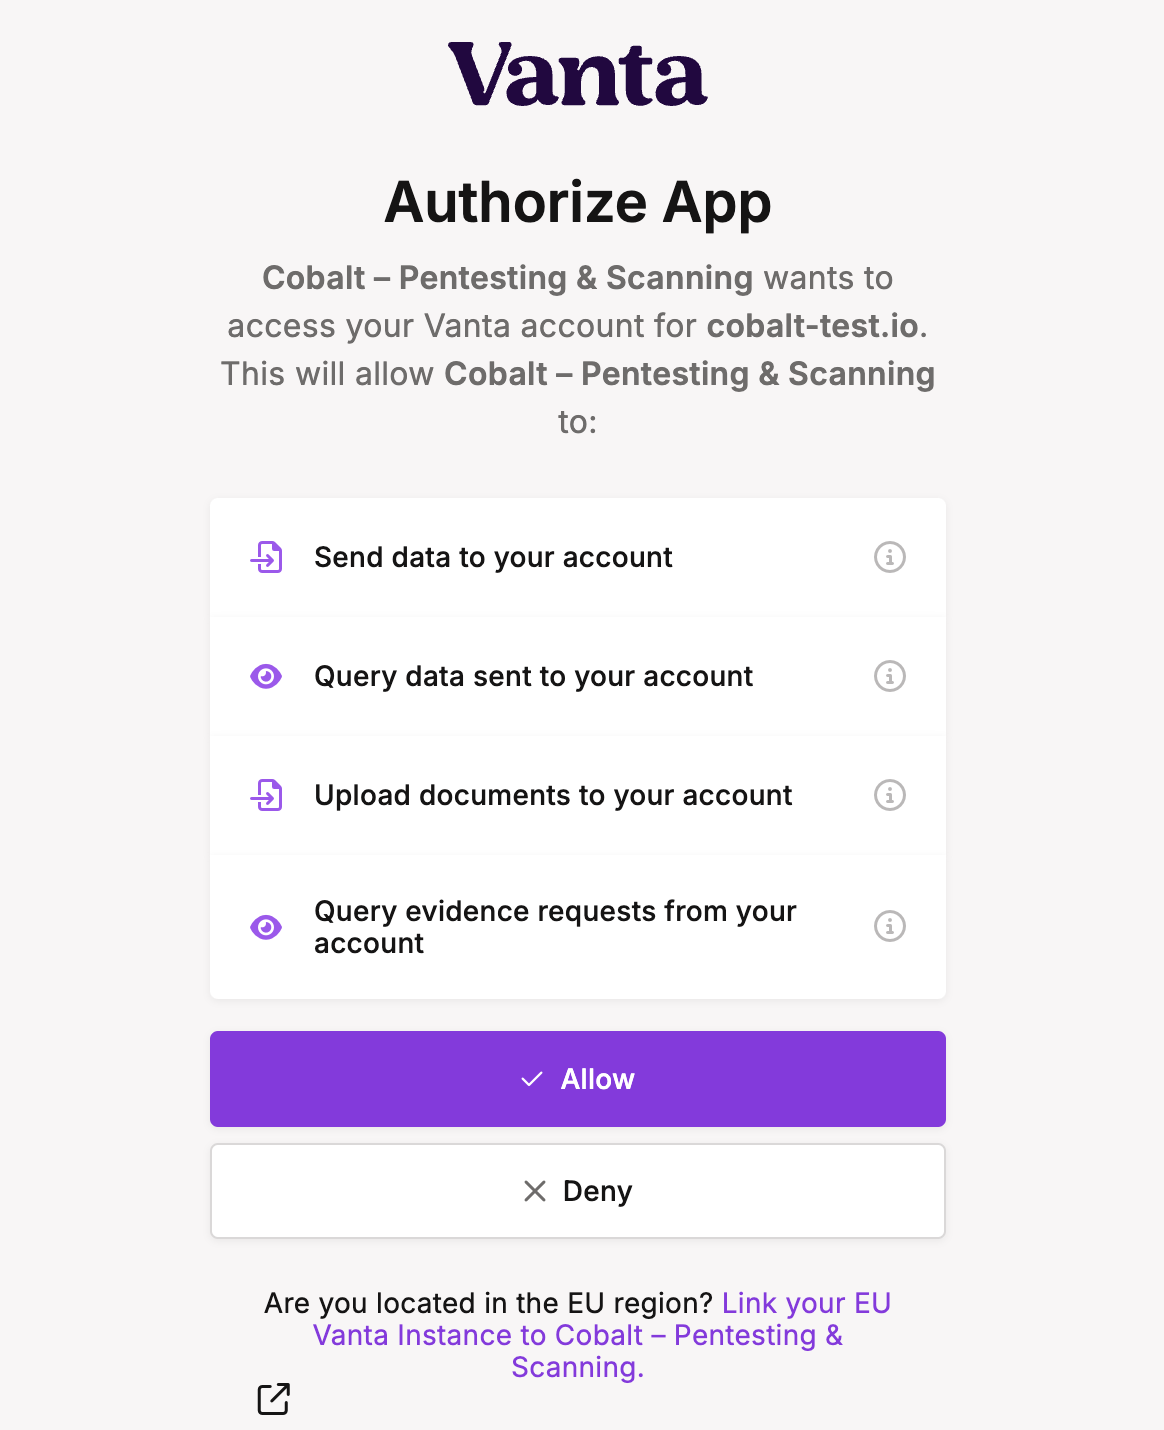 Vanta
Authorize App
Cobalt – Pentesting & Scanning wants to
access your Vanta account for cobalt-test.io.
This will allow Cobalt – Pentesting & Scanning
to:
Send data to your account
Query data sent to your account
Upload documents to your account
Query evidence requests from your
account
Allow
Deny
Are you located in the EU region? Link your EU
Vanta Instance to Cobalt – Pentesting &
Scanning.